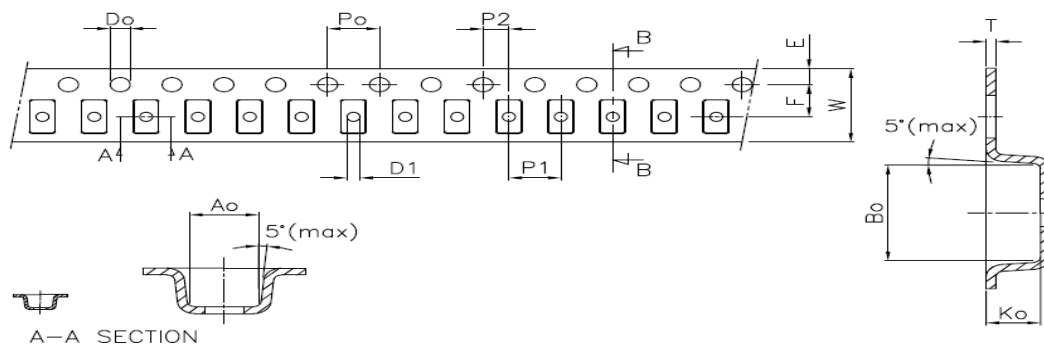 Do
Po
P2
B
E
T
F
W
5°(max)
A
A
D1
P1
B
Bo
Ao
5°(max)
Ko
A-A SECTION